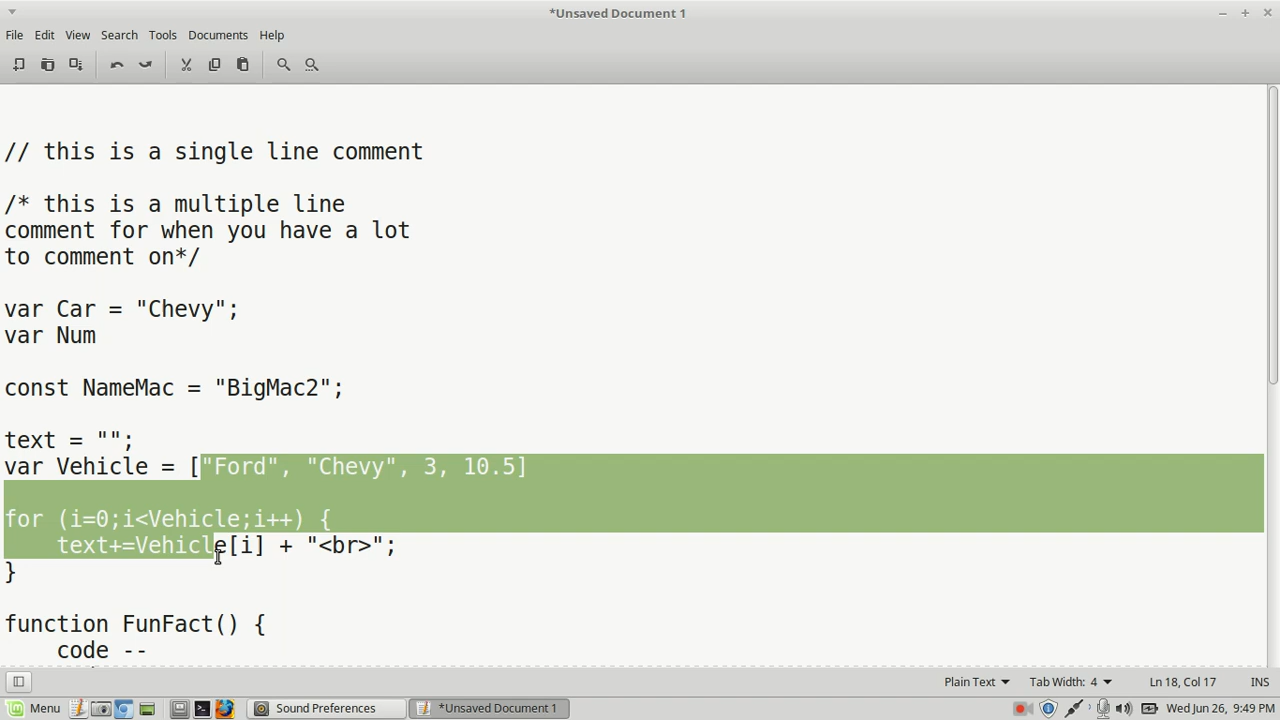 *Unsaved Document 1
File Edit View Search Tools Documents Help
// this is a single line comment
/* this is a multiple line
comment for when you have a lot
to comment on*/
var Car = "Chevy";
var Num
const NameMac = "BigMac2";
text = "";
var Vehicle = ["Ford", "Chevy", 3, 10.5]
for (i=0;i<Vehicle;i++) {
    text+=Vehicle[i] + "<br>";
}
function FunFact() {
    code --
Plain Text Tab Width: 4 Ln 18, Col 17 INS
Menu Sound Preferences *Unsaved Document 1 Wed Jun 26, 9:49 PM